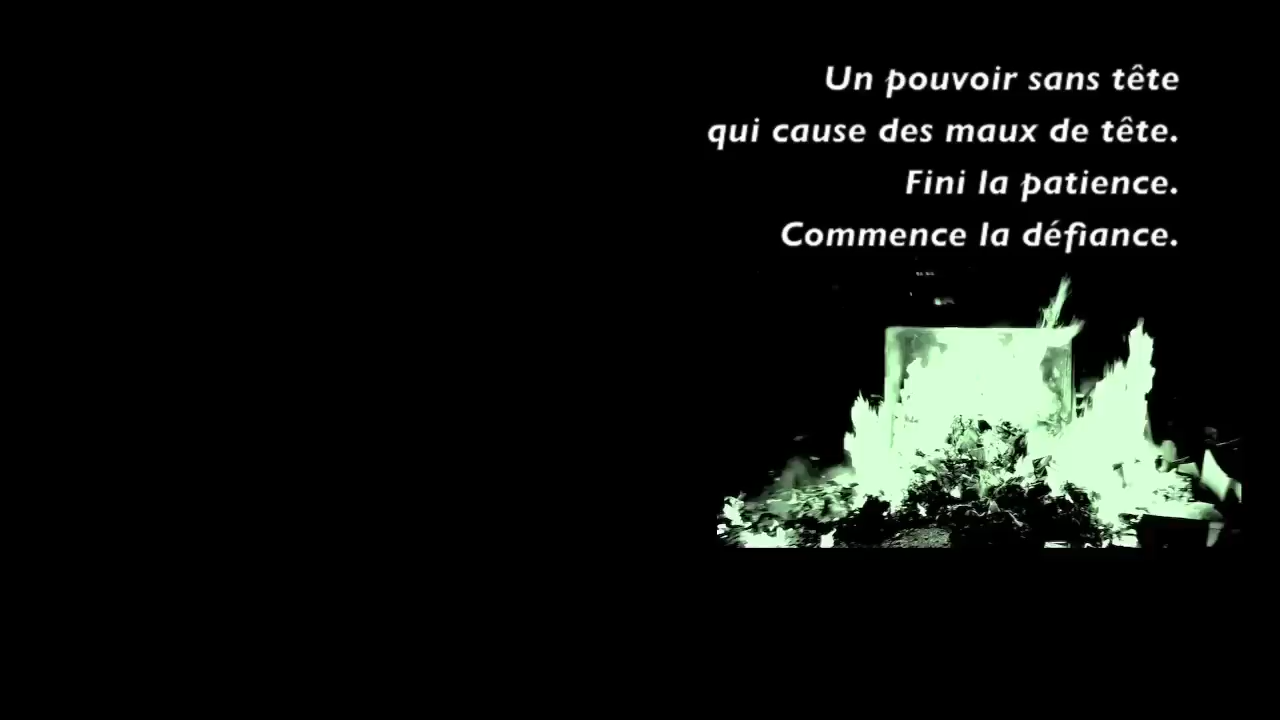 Un pouvoir sans tête
qui cause des maux de tête.
Fini la patience.
Commence la défiance.